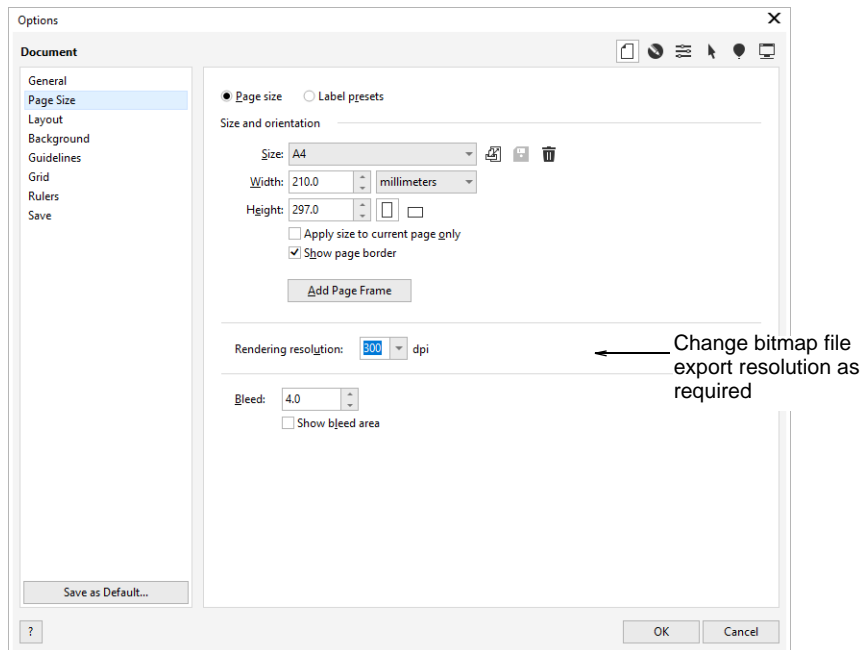 Options
Document
General
Page Size
Layout
Background
Guidelines
Grid
Rulers
Save
Save as Default...
Page size Label presets
Size and orientation
Size: A4
Width: 210.0 millimeters
Height: 297.0
Apply size to current page only
Show page border
Add Page Frame
Rendering resolution: 300 dpi
Change bitmap file
export resolution as
required
Bleed: 4.0
Show bleed area
? OK Cancel